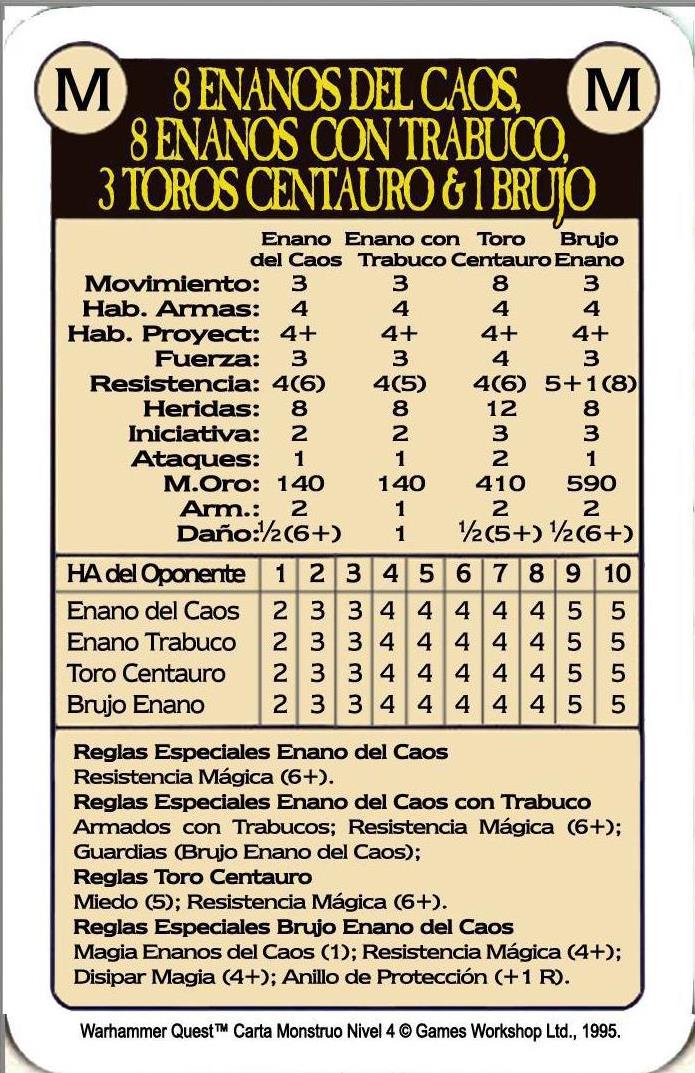 M M
8 ENANOS DEL CAOS,
8 ENANOS CON TRABUCO,
3 TOROS CENTAURO & 1 BRUJO
Enano Enano con Toro Brujo
del Caos Trabuco Centauro Enano
Movimiento: 3 3 8 3
Hab. Armas: 4 4 4 4
Hab. Proyect: 4+ 4+ 4+ 4+
Fuerza: 3 3 4 3
Resistencia: 4(6) 4(5) 4(6) 5+1(8)
Heridas: 8 8 12 8
Iniciativa: 2 2 3 3
Ataques: 1 1 2 1
M.Oro: 140 140 410 590
Arm.: 2 1 2 2
Daño: ½(6+) 1 ½(5+) ½(6+)
HA del Oponente 1 2 3 4 5 6 7 8 9 10
Enano del Caos 2 3 3 4 4 4 4 4 5 5
Enano Trabuco 2 3 3 4 4 4 4 4 5 5
Toro Centauro 2 3 3 4 4 4 4 4 5 5
Brujo Enano 2 3 3 4 4 4 4 4 5 5
Reglas Especiales Enano del Caos
Resistencia Mágica (6+).
Reglas Especiales Enano del Caos con Trabuco
Armados con Trabucos; Resistencia Mágica (6+);
Guardias (Brujo Enano del Caos);
Reglas Toro Centauro
Miedo (5); Resistencia Mágica (6+).
Reglas Especiales Brujo Enano del Caos
Magia Enanos del Caos (1); Resistencia Mágica (4+);
Disipar Magia (4+); Anillo de Protección (+1 R).
Warhammer Quest™ Carta Monstruo Nivel 4 © Games Workshop Ltd., 1995.